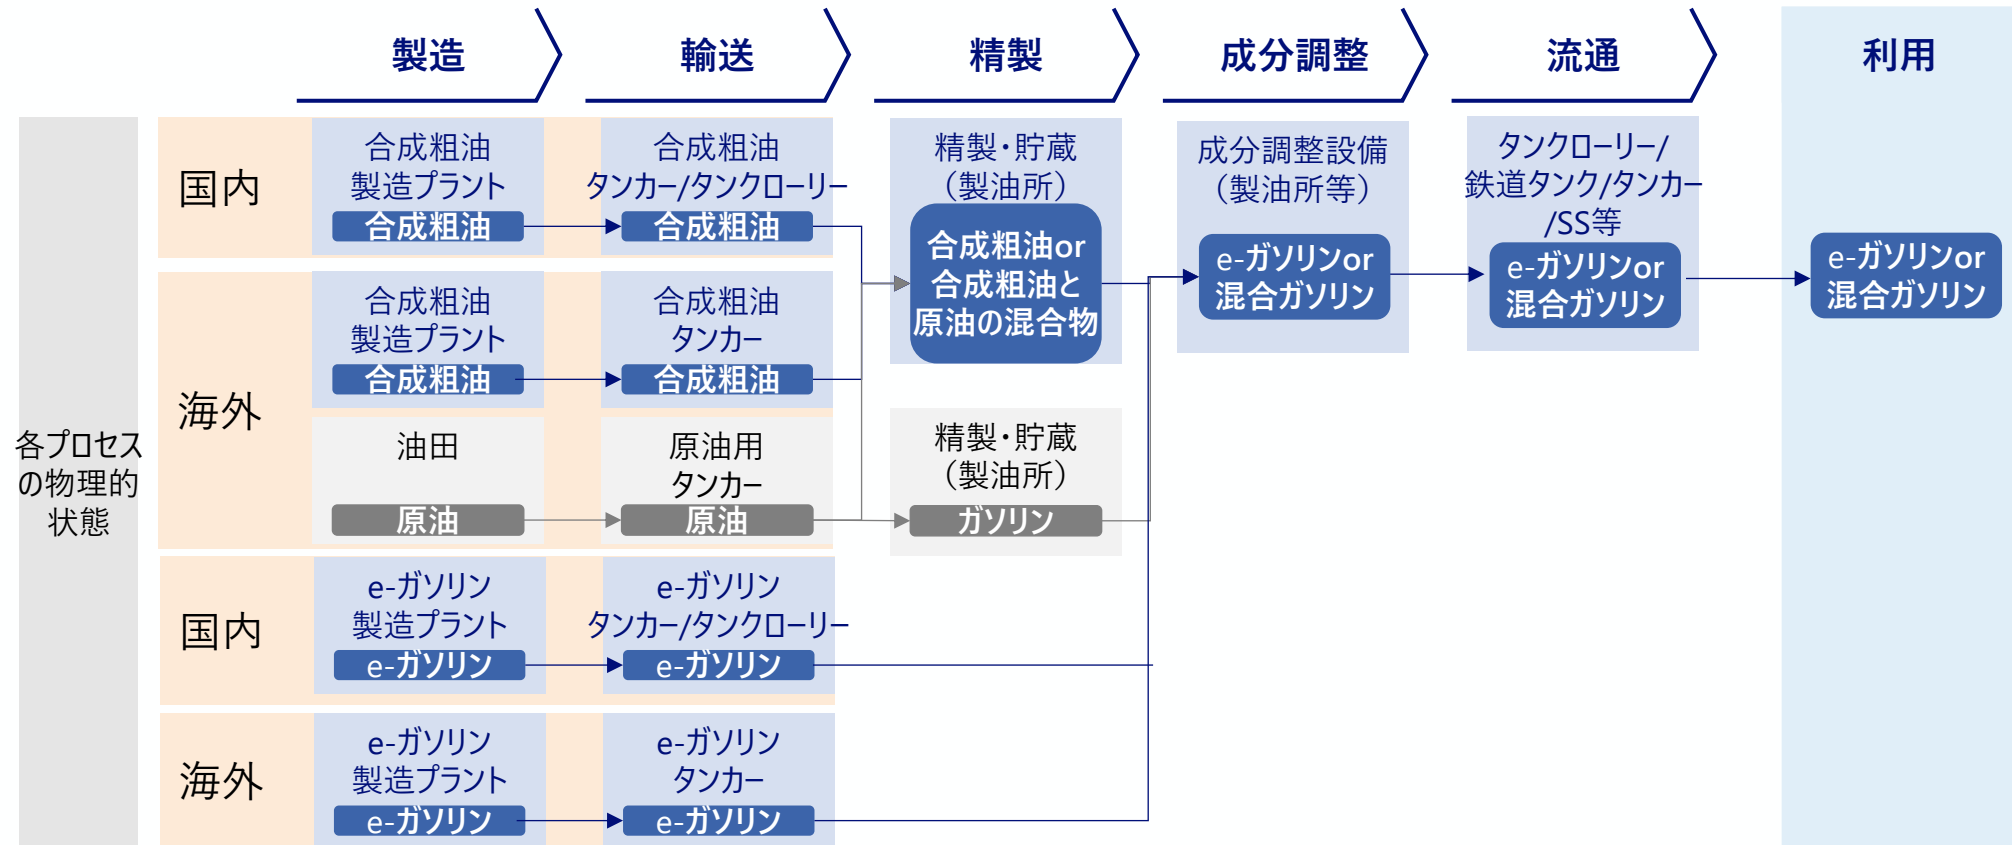 製造
輸送
精製
成分調整
流通
利用
各プロセス
の物理的
状態
国内
合成粗油
製造プラント
合成粗油
合成粗油
タンカー/タンクローリー
合成粗油
精製・貯蔵
（製油所）
合成粗油or
合成粗油と
原油の混合物
成分調整設備
（製油所等）
e-ガソリンor
混合ガソリン
タンクローリー/
鉄道タンク/タンカー
/SS等
e-ガソリンor
混合ガソリン
e-ガソリンor
混合ガソリン
海外
合成粗油
製造プラント
合成粗油
合成粗油
タンカー
合成粗油
油田
原油
原油用
タンカー
原油
精製・貯蔵
（製油所）
ガソリン
国内
e-ガソリン
製造プラント
e-ガソリン
e-ガソリン
タンカー/タンクローリー
e-ガソリン
海外
e-ガソリン
製造プラント
e-ガソリン
e-ガソリン
タンカー
e-ガソリン